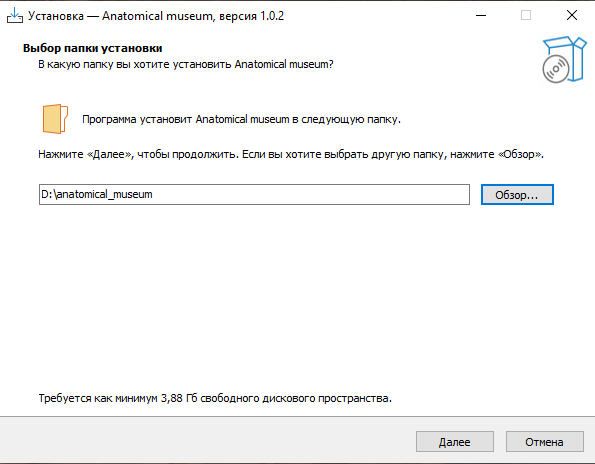 Установка — Anatomical museum, версия 1.0.2
Выбор папки установки
В какую папку вы хотите установить Anatomical museum?
Программа установит Anatomical museum в следующую папку.
Нажмите «Далее», чтобы продолжить. Если вы хотите выбрать другую папку, нажмите «Обзор».
D:\anatomical_museum
Обзор...
Требуется как минимум 3,88 Гб свободного дискового пространства.
Далее
Отмена